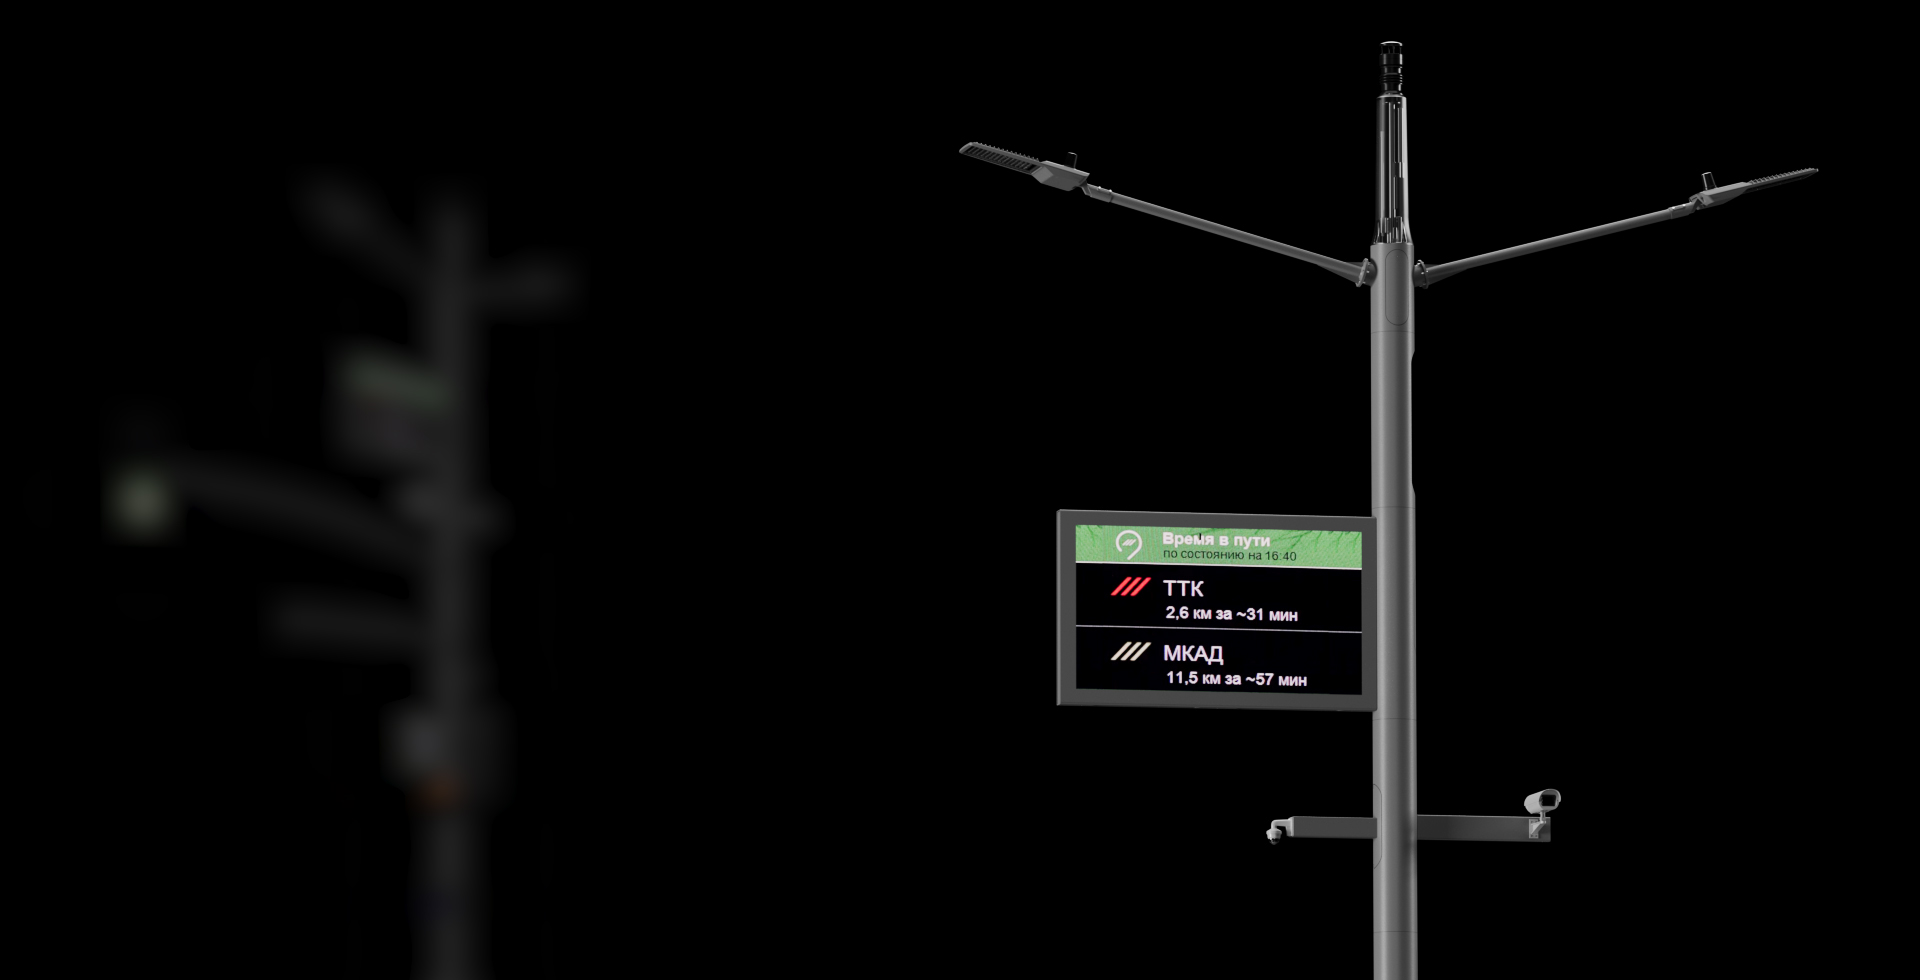 Время в пути
по состоянию на 16:40
ТТК
2,6 км за ~31 мин
МКАД
11,5 км за ~57 мин